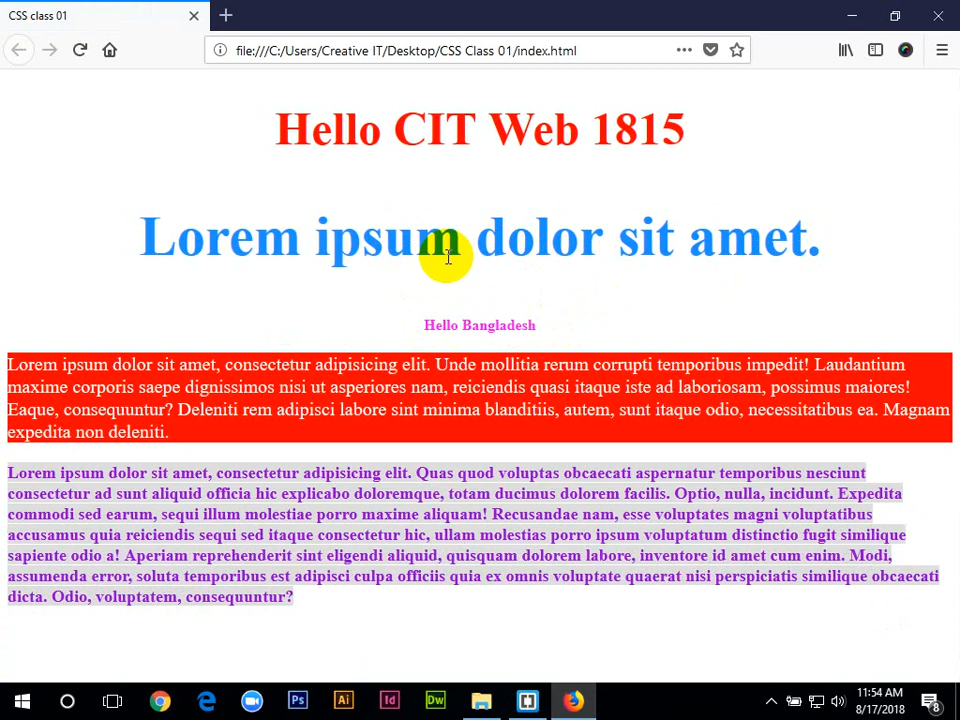 CSS class 01
file:///C:/Users/Creative IT/Desktop/CSS Class 01/index.html
Hello CIT Web 1815
Lorem ipsum dolor sit amet.
Hello Bangladesh
Lorem ipsum dolor sit amet, consectetur adipisicing elit. Unde mollitia rerum corrupti temporibus impedit! Laudantium
maxime corporis saepe dignissimos nisi ut asperiores nam, reiciendis quasi itaque iste ad laboriosam, possimus maiores!
Eaque, consequuntur? Deleniti rem adipisci labore sint minima blanditiis, autem, sunt itaque odio, necessitatibus ea. Magnam
expedita non deleniti.
Lorem ipsum dolor sit amet, consectetur adipisicing elit. Quas quod voluptas obcaecati aspernatur temporibus nesciunt
consectetur ad sunt aliquid officia hic explicabo doloremque, totam ducimus dolorem facilis. Optio, nulla, incidunt. Expedita
commodi sed earum, sequi illum molestiae porro maxime aliquam! Recusandae nam, esse voluptates magni voluptatibus
accusamus quia reiciendis sequi sed itaque consectetur hic, ullam molestias porro ipsum voluptatum distinctio fugit similique
sapiente odio a! Aperiam reprehenderit sint eligendi aliquid, quisquam dolorem labore, inventore id amet cum enim. Modi,
assumenda error, soluta temporibus est adipisci culpa officiis quia ex omnis voluptate quaerat nisi perspiciatis similique obcaecati
dicta. Odio, voluptatem, consequuntur?
Ps Ai Id Dw
11:54 AM
8/17/2018
8